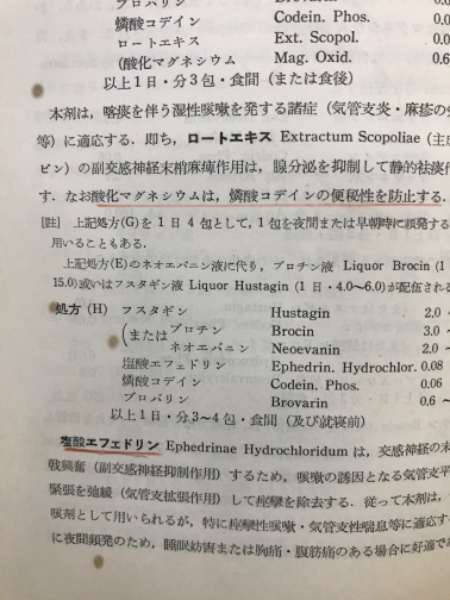 ブロバリン Brovarin 0.
燐酸コデイン Codein. Phos. 0.0
ロートエキス Ext. Scopol. 0.0
(酸化マグネシウム Mag. Oxid. 0.6
以上1日・分3包・食間（または食後）
本剤は，喀痰を伴う湿性咳嗽を発する諸症（気管支炎・麻疹の
等）に適応する．即ち，ロートエキス Extractum Scopoliae（主
ピン）の副交感神経末梢麻痺作用は，腺分泌を抑制して静的祛痰
す．なお酸化マグネシウムは，燐酸コデインの便秘性を防止する．
[註] 上記処方(G)を1日4包として，1包を夜間または早朝時に頻発する
用いることもある．
上記処方(E)のネオエバニン液に代り，ブロチン液 Liquor Brocin (1
15.0)或いはフスタギン液 Liquor Hustagin (1日・4.0〜6.0)が配伍される
処方 (H) フスタギン Hustagin 2.0 〜
(または ブロチン Brocin 3.0 〜
ネオエバニン Neoevanin 2.0 〜
塩酸エフェドリン Ephedrin. Hydrochlor. 0.08
燐酸コデイン Codein. Phos. 0.06
ブロバリン Brovarin 0.6 〜
以上1日・分3〜4包・食間（及び就寝前）
塩酸エフェドリン Ephedrinae Hydrochloridum は，交感神経の末
戟興奮（副交感神経抑制作用）するため，咳嗽の誘因となる気管支平
緊張を弛緩（気管支拡張作用）して痙攣を除去する．従って本剤は，
咳剤として用いられるが，特に痙攣性咳嗽・気管支性喘息等に適応す
に夜間頻発のため，睡眠妨害または胸痛・腹筋痛のある場合に好適で